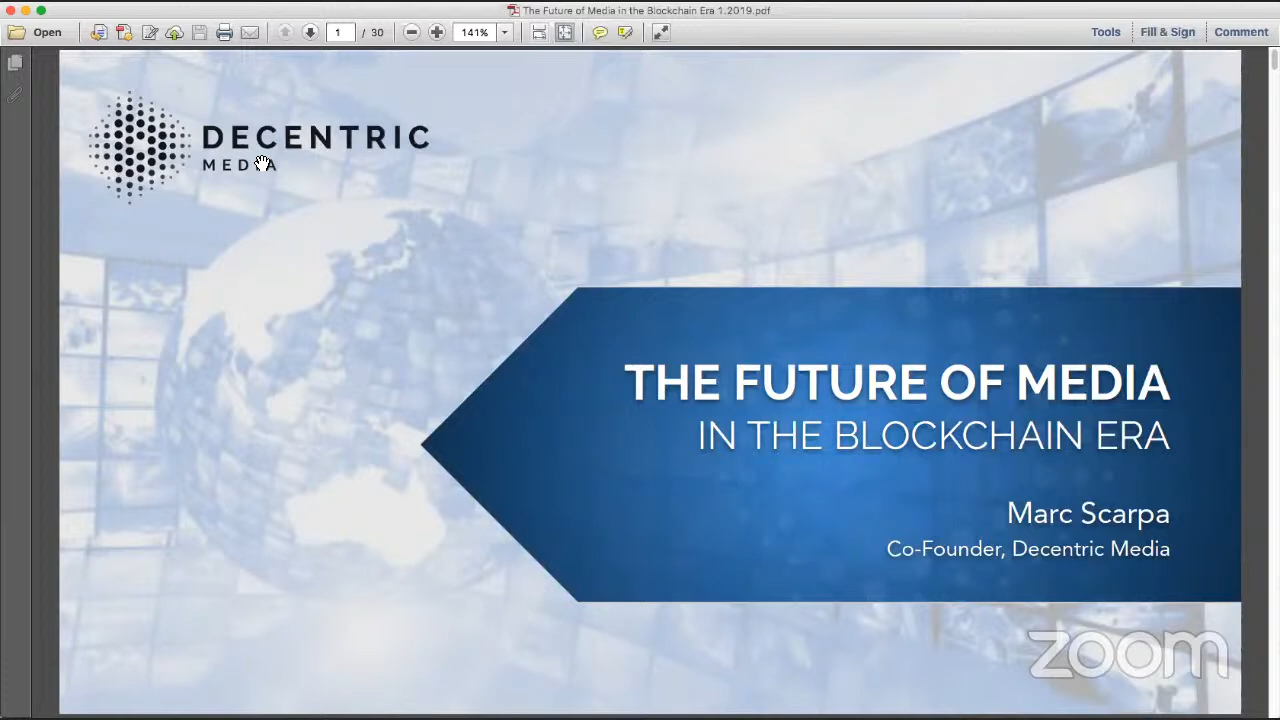 The Future of Media in the Blockchain Era 1.2019.pdf
Open
1 / 30
141%
Tools
Fill & Sign
Comment
DECENTRIC
MEDIA
THE FUTURE OF MEDIA
IN THE BLOCKCHAIN ERA
Marc Scarpa
Co-Founder, Decentric Media
zoom